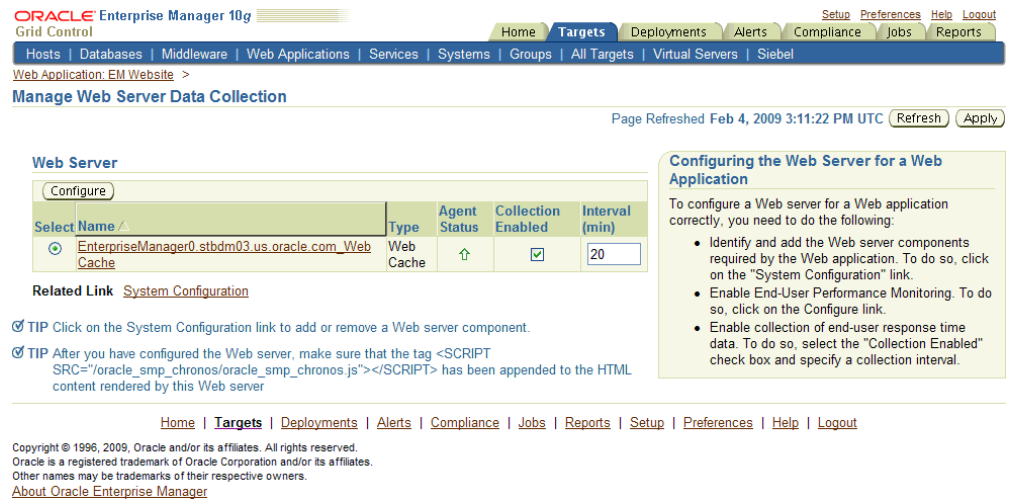 ORACLE Enterprise Manager 10g
Grid Control
Setup Preferences Help Logout
Home Targets Deployments Alerts Compliance Jobs Reports
Hosts | Databases | Middleware | Web Applications | Services | Systems | Groups | All Targets | Virtual Servers | Siebel
Web Application: EM Website >
Manage Web Server Data Collection
Page Refreshed Feb 4, 2009 3:11:22 PM UTC Refresh Apply
Web Server
Configure
Select Name Type Agent Status Collection Enabled Interval (min)
EnterpriseManager0.stbdm03.us.oracle.com_Web
Cache
Web
Cache
20
Related Link System Configuration
TIP Click on the System Configuration link to add or remove a Web server component.
TIP After you have configured the Web server, make sure that the tag <SCRIPT
SRC="/oracle_smp_chronos/oracle_smp_chronos.js"></SCRIPT> has been appended to the HTML
content rendered by this Web server
Configuring the Web Server for a Web
Application
To configure a Web server for a Web application
correctly, you need to do the following:
• Identify and add the Web server components
required by the Web application. To do so, click
on the "System Configuration" link.
• Enable End-User Performance Monitoring. To do
so, click on the Configure link.
• Enable collection of end-user response time
data. To do so, select the "Collection Enabled"
check box and specify a collection interval.
Home | Targets | Deployments | Alerts | Compliance | Jobs | Reports | Setup | Preferences | Help | Logout
Copyright © 1996, 2009, Oracle and/or its affiliates. All rights reserved.
Oracle is a registered trademark of Oracle Corporation and/or its affiliates.
Other names may be trademarks of their respective owners.
About Oracle Enterprise Manager